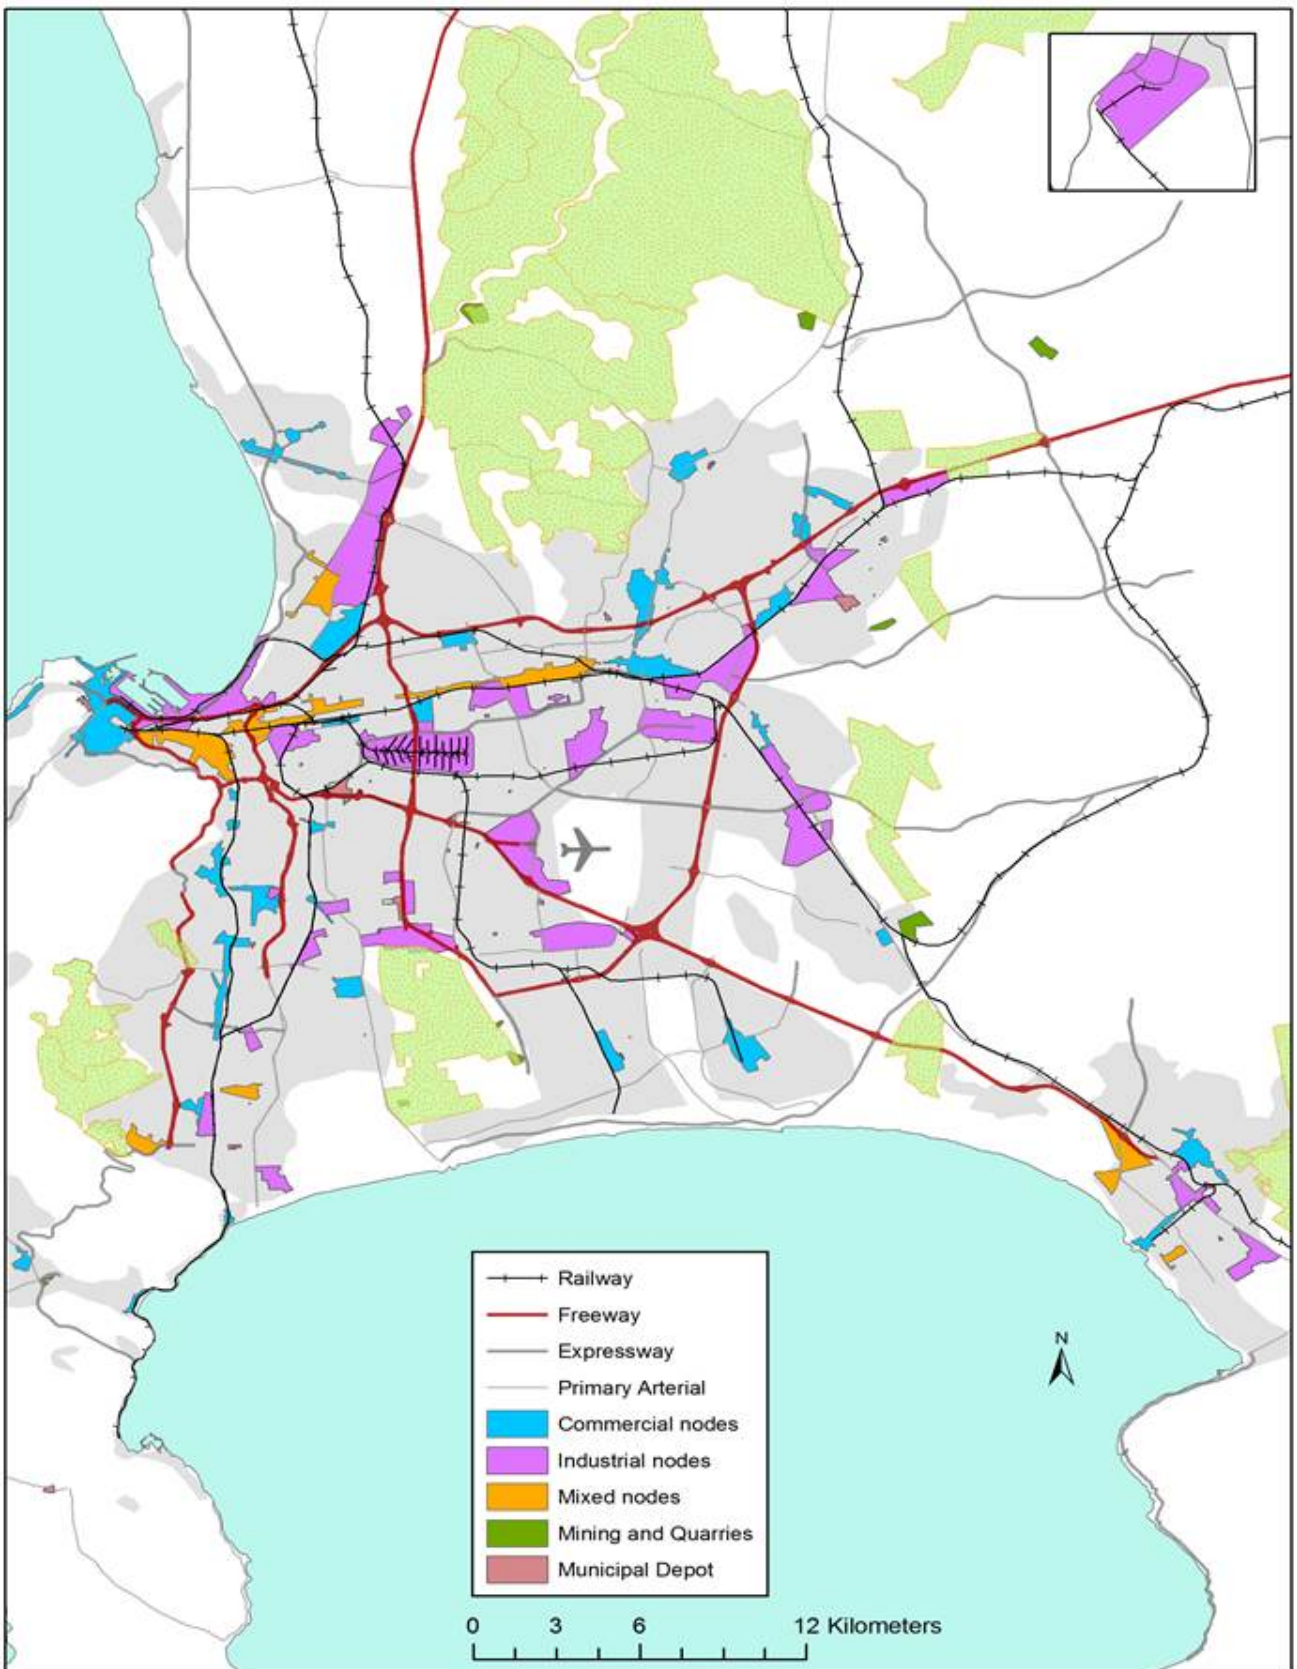 N
Railway
Freeway
Expressway
Primary Arterial
Commercial nodes
Industrial nodes
Mixed nodes
Mining and Quarries
Municipal Depot
0 3 6 12 Kilometers